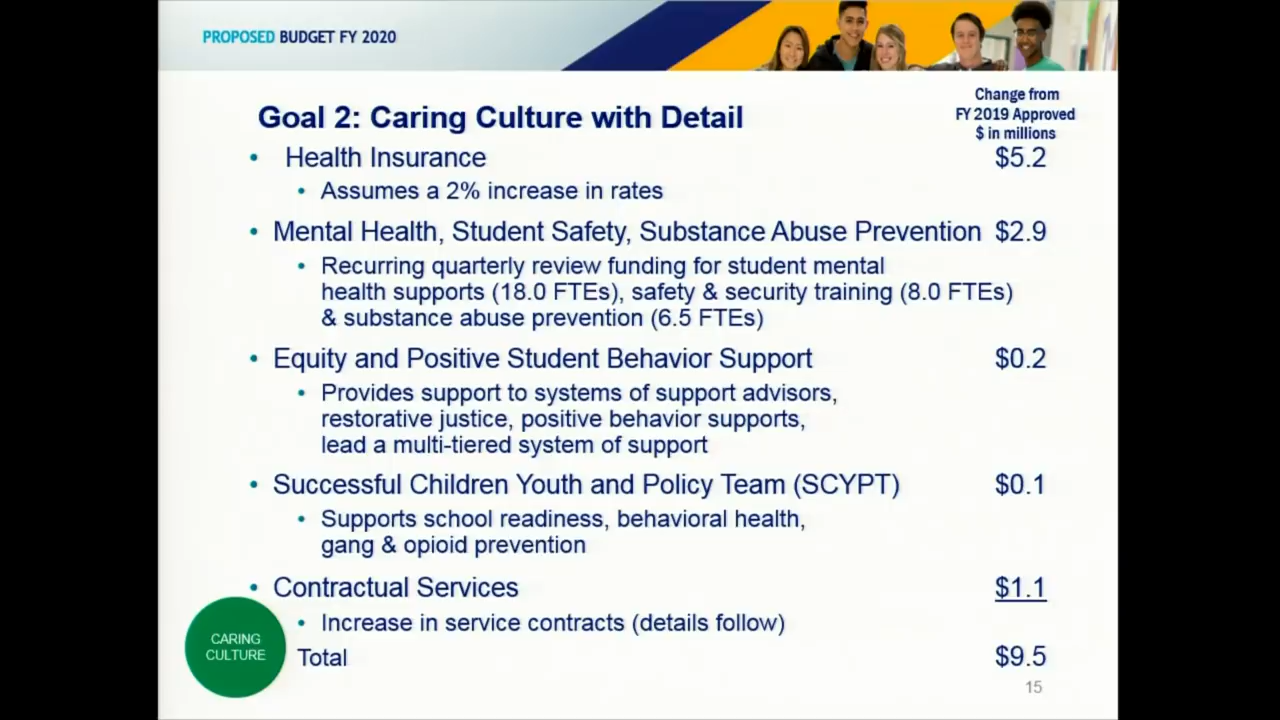 PROPOSED BUDGET FY 2020
Change from
FY 2019 Approved
$ in millions
Goal 2: Caring Culture with Detail
• Health Insurance $5.2
• Assumes a 2% increase in rates
• Mental Health, Student Safety, Substance Abuse Prevention $2.9
• Recurring quarterly review funding for student mental
health supports (18.0 FTEs), safety & security training (8.0 FTEs)
& substance abuse prevention (6.5 FTEs)
• Equity and Positive Student Behavior Support $0.2
• Provides support to systems of support advisors,
restorative justice, positive behavior supports,
lead a multi-tiered system of support
• Successful Children Youth and Policy Team (SCYPT) $0.1
• Supports school readiness, behavioral health,
gang & opioid prevention
• Contractual Services $1.1
• Increase in service contracts (details follow)
CARING
CULTURE
Total $9.5
15